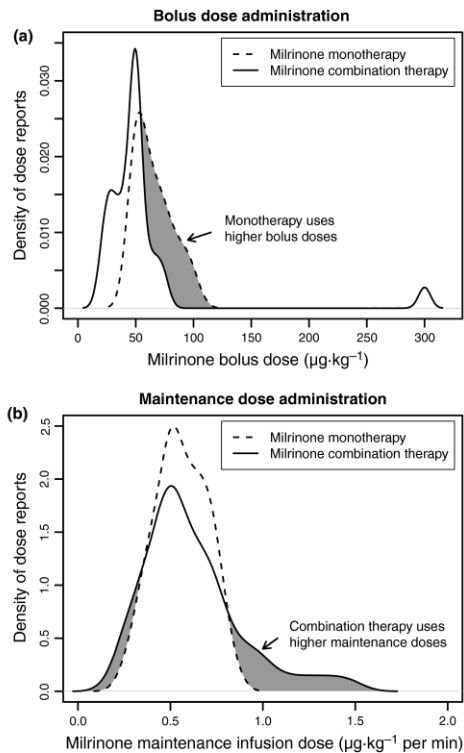 Bolus dose administration
(a)
Milrinone monotherapy
Milrinone combination therapy
Density of dose reports
0.000 0.010 0.020 0.030
Monotherapy uses
higher bolus doses
0 50 100 150 200 250 300
Milrinone bolus dose (µg·kg⁻¹)
Maintenance dose administration
(b)
Milrinone monotherapy
Milrinone combination therapy
Density of dose reports
0.0 0.5 1.0 1.5 2.0 2.5
Combination therapy uses
higher maintenance doses
0.0 0.5 1.0 1.5 2.0
Milrinone maintenance infusion dose (µg·kg⁻¹ per min)